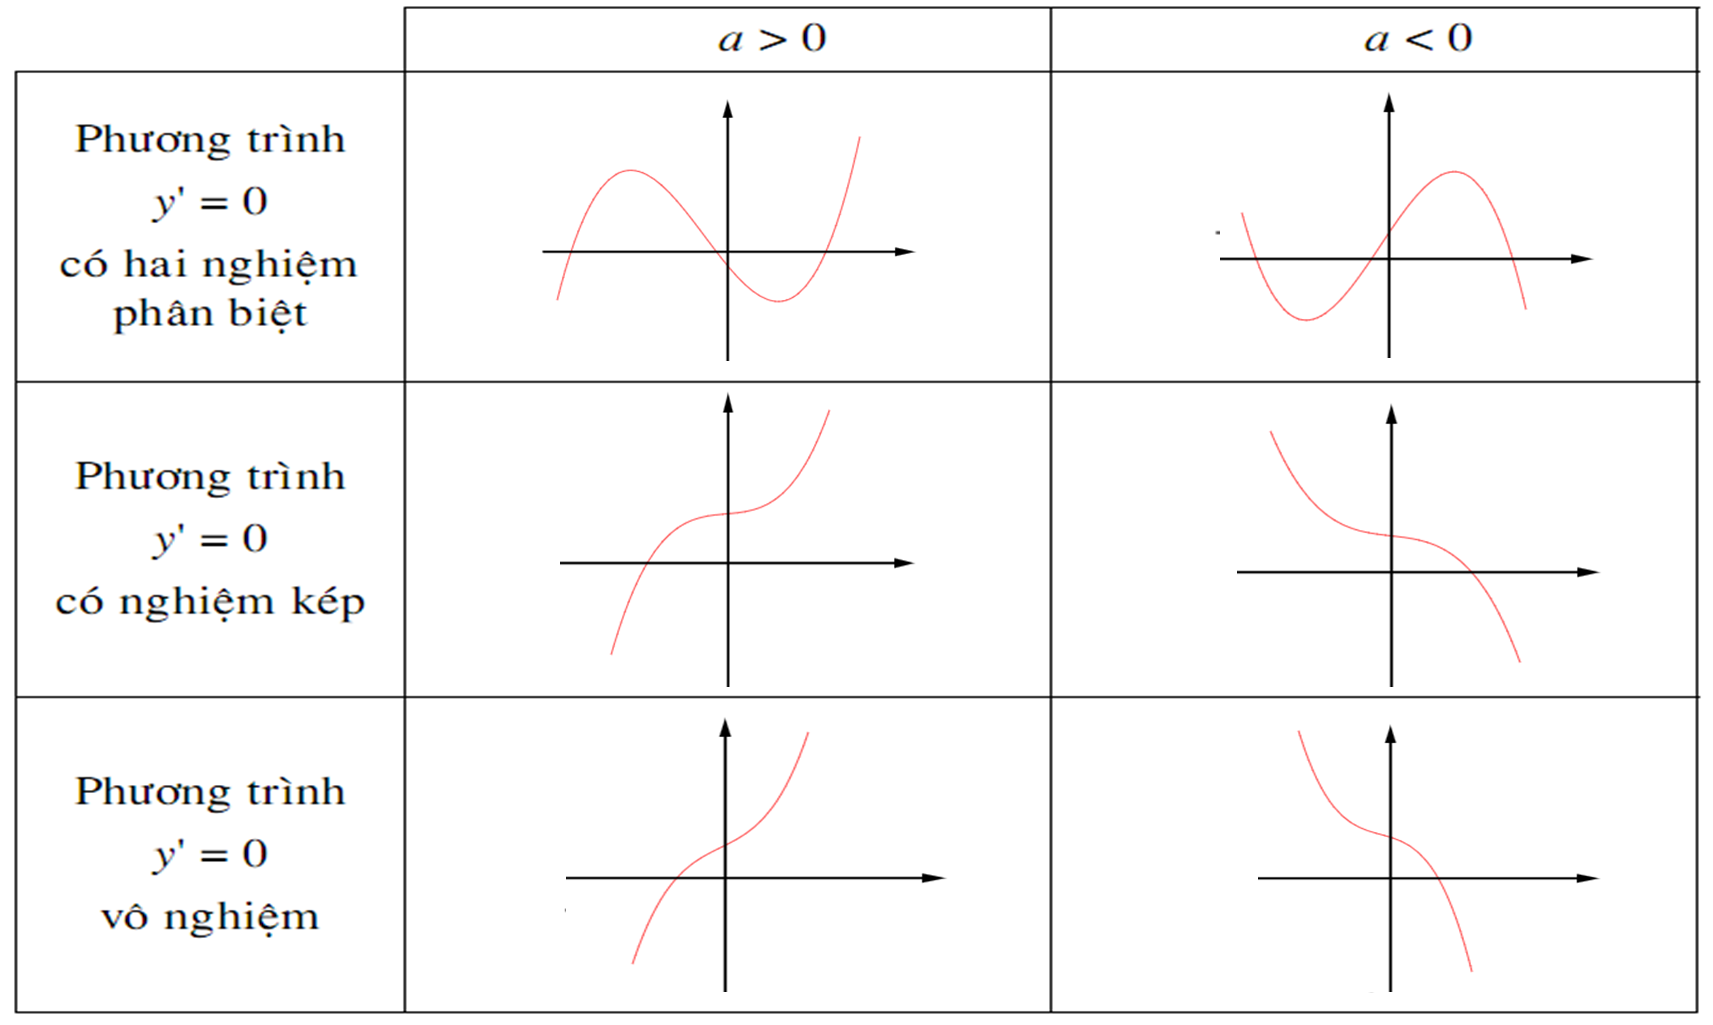 a > 0
a < 0
Phương trình
y' = 0
có hai nghiệm
phân biệt
Phương trình
y' = 0
có nghiệm kép
Phương trình
y' = 0
vô nghiệm